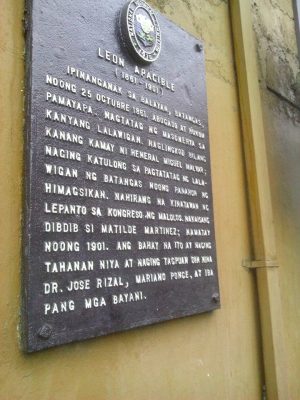 LEON APACIBLE
(1861-1901)
IPINANGANAK SA BALAYAN, BATANGAS,
NOONG 25 OCTUBRE 1861. ABOGADO AT HUKOM
PAMAYAPA. NAGTATAG NG MASONERIA SA
KANYANG LALAWIGAN. NAGLINGKOD BILANG
KANANG KAMAY NI HENERAL MIGUEL MALVAR;
NAGING KATULONG SA PAGTATATAG NG LALA-
WIGAN NG BATANGAS NOONG PANAHON NG
HIMAGSIKAN. NAHIRANG NA KINATAWAN NG
LEPANTO SA KONGRESO NG MALOLOS. NAKAISANG
DIBDIB SI MATILDE MARTINEZ; NAMATAY
NOONG 1901. ANG BAHAY NA ITO AY NAGING
TAHANAN NIYA AT NAGING TAGPUAN DIN NINA
DR. JOSE RIZAL, MARIANO PONCE, AT IBA
PANG MGA BAYANI.